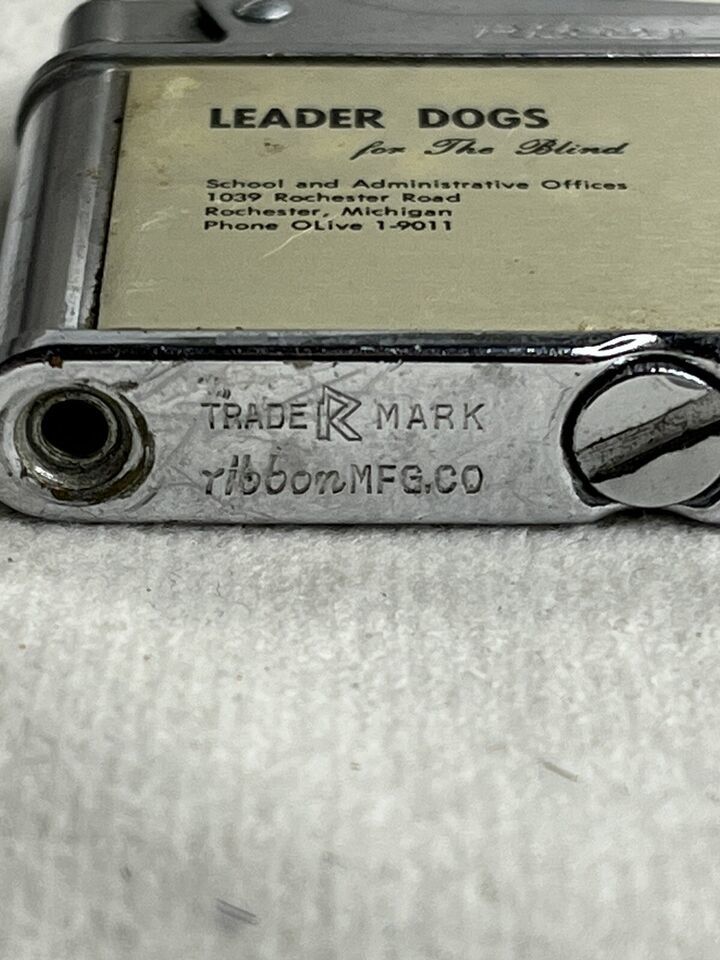 LEADER DOGS
for The Blind
School and Administrative Offices
1039 Rochester Road
Rochester, Michigan
Phone OLive 1-9011
TRADE R MARK
ribbon MFG.CO